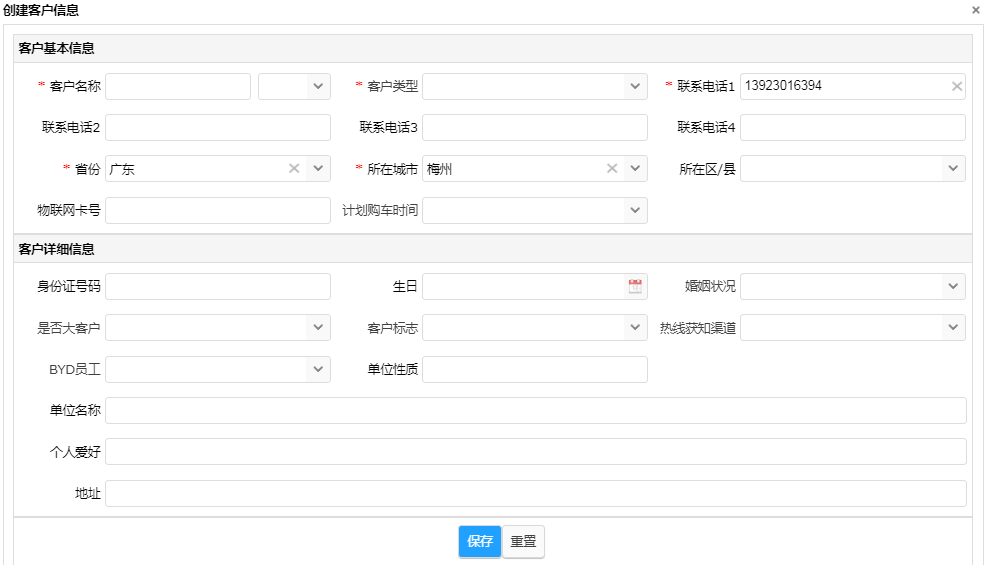 创建客户信息 ×
客户基本信息
* 客户名称 * 客户类型 * 联系电话1 13923016394
联系电话2 联系电话3 联系电话4
* 省份 广东 * 所在城市 梅州 所在区/县
物联网卡号 计划购车时间
客户详细信息
身份证号码 生日 婚姻状况
是否大客户 客户标志 热线获知渠道
BYD员工 单位性质
单位名称
个人爱好
地址
保存 重置